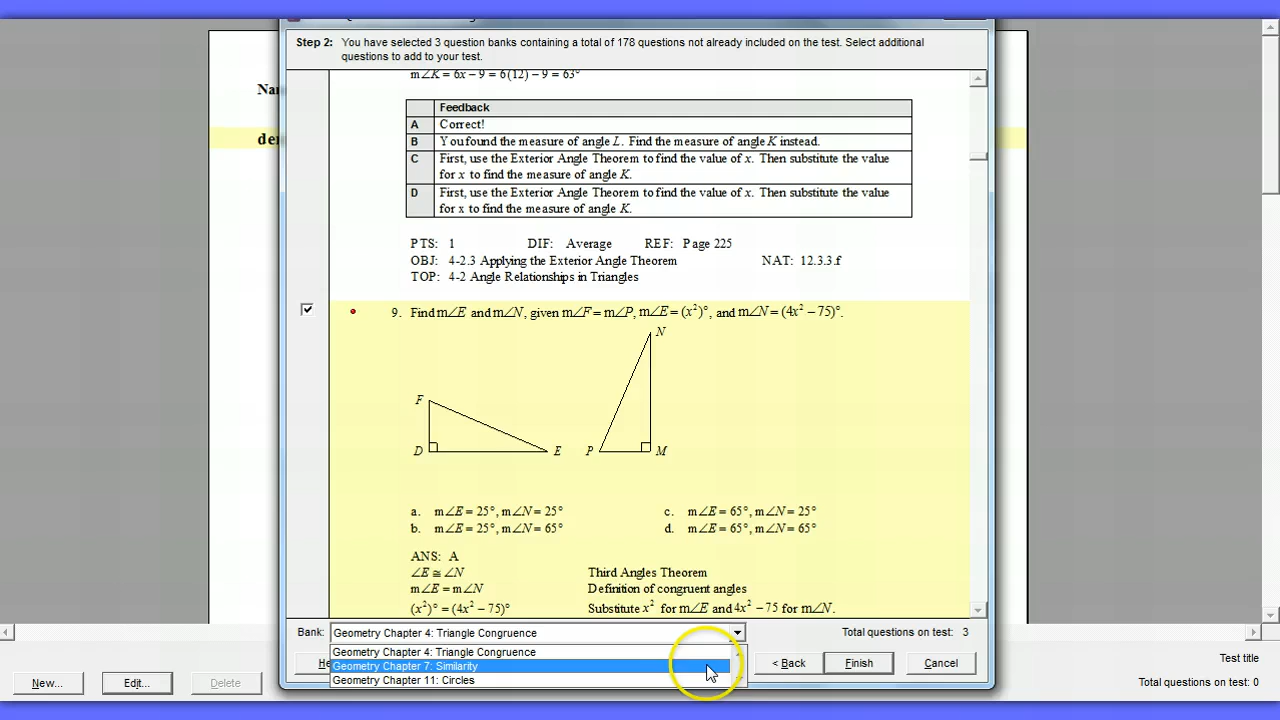 Step 2: You have selected 3 question banks containing a total of 178 questions not already included on the test. Select additional
questions to add to your test.
m∠K = 6x − 9 = 6(12) − 9 = 63°
Feedback
A Correct!
B You found the measure of angle L. Find the measure of angle K instead.
C First, use the Exterior Angle Theorem to find the value of x. Then substitute the value
for x to find the measure of angle K.
D First, use the Exterior Angle Theorem to find the value of x. Then substitute the value
for x to find the measure of angle K.
PTS: 1 DIF: Average REF: Page 225
OBJ: 4-2.3 Applying the Exterior Angle Theorem NAT: 12.3.3.f
TOP: 4-2 Angle Relationships in Triangles
9. Find m∠E and m∠N, given m∠F = m∠P, m∠E = (x²)°, and m∠N = (4x² − 75)°.
N
F
D E P M
a. m∠E = 25°, m∠N = 25° c. m∠E = 65°, m∠N = 25°
b. m∠E = 25°, m∠N = 65° d. m∠E = 65°, m∠N = 65°
ANS: A
∠E ≅ ∠N Third Angles Theorem
m∠E = m∠N Definition of congruent angles
(x²)° = (4x² − 75)° Substitute x² for m∠E and 4x² − 75 for m∠N.
Bank: Geometry Chapter 4: Triangle Congruence Total questions on test: 3
Geometry Chapter 4: Triangle Congruence
Geometry Chapter 7: Similarity
Geometry Chapter 11: Circles
< Back Finish Cancel
New... Edit... Delete
Test title
Total questions on test: 0